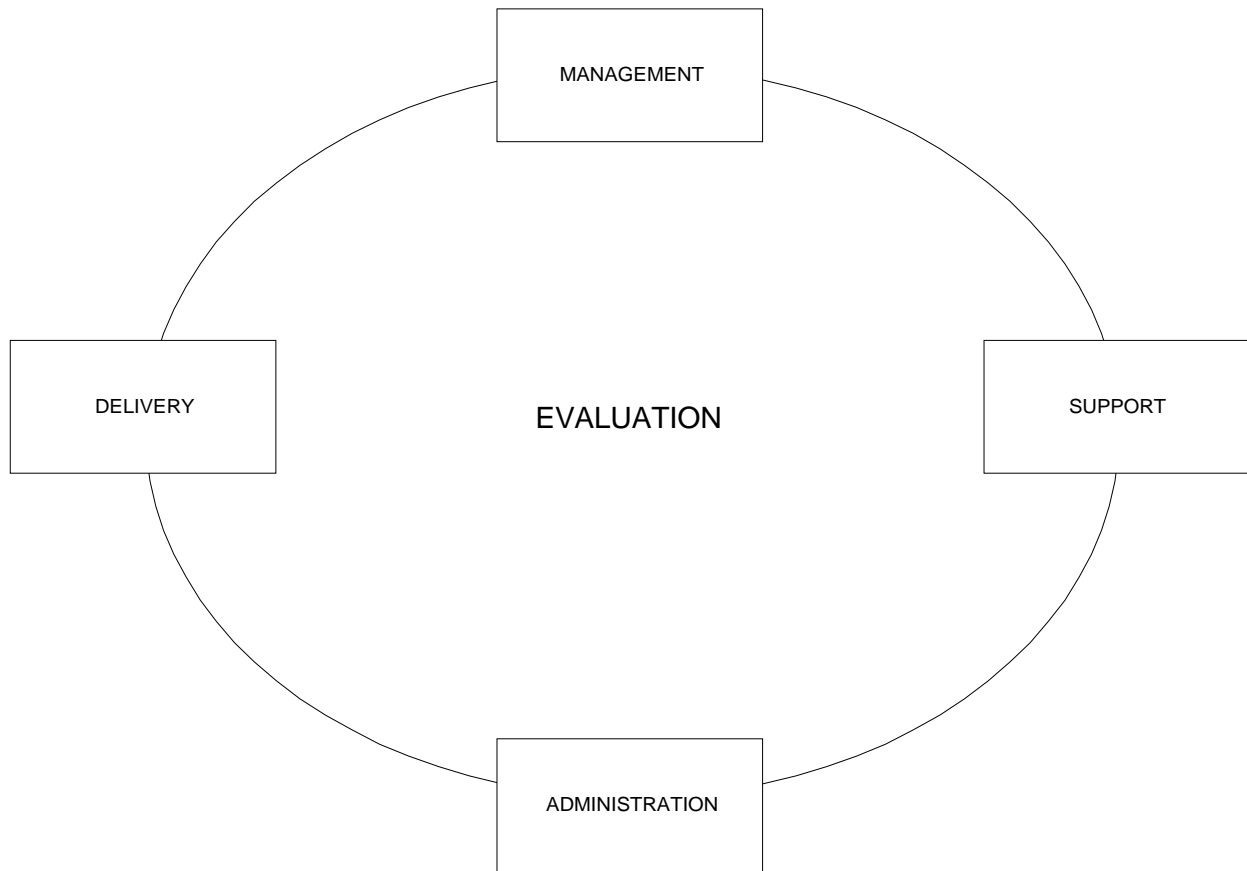 MANAGEMENT
DELIVERY
EVALUATION
SUPPORT
ADMINISTRATION